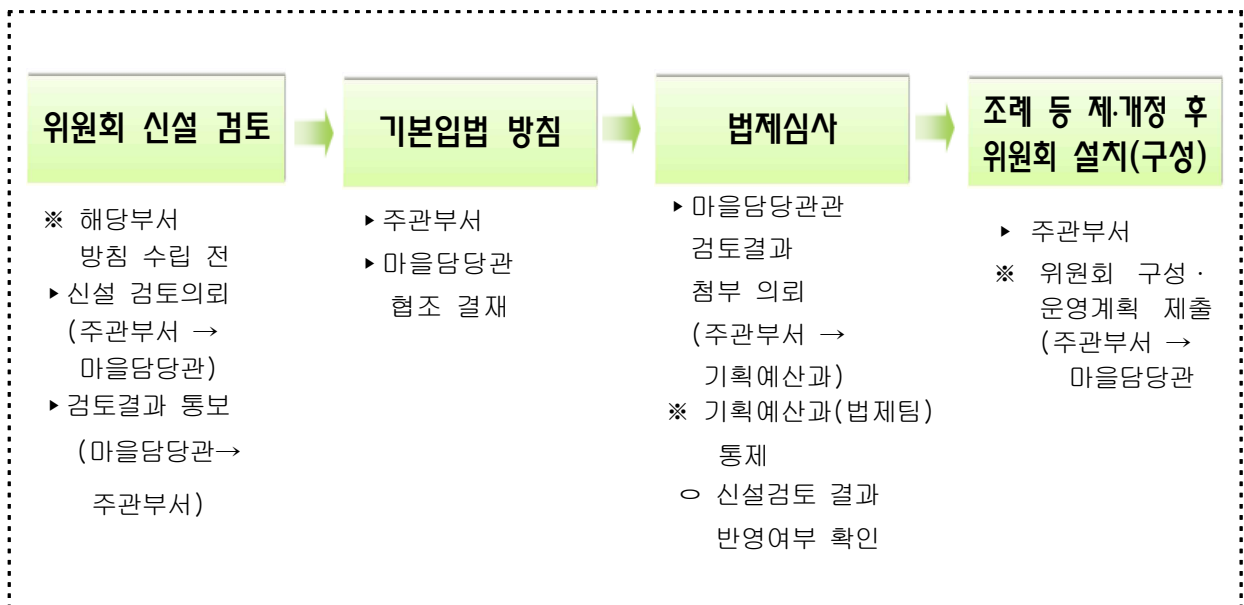 위원회 신설 검토
※ 해당부서
방침 수립 전
▸신설 검토의뢰
(주관부서 →
마을담당관)
▸검토결과 통보
(마을담당관→
주관부서)
기본입법 방침
▸주관부서
▸마을담당관
협조 결재
법제심사
▸마을담당관관
검토결과
첨부 의뢰
(주관부서 →
기획예산과)
※ 기획예산과(법제팀)
통제
○ 신설검토 결과
반영여부 확인
조례 등 제·개정 후
위원회 설치(구성)
▸ 주관부서
※ 위원회 구성·
운영계획 제출
(주관부서 →
마을담당관